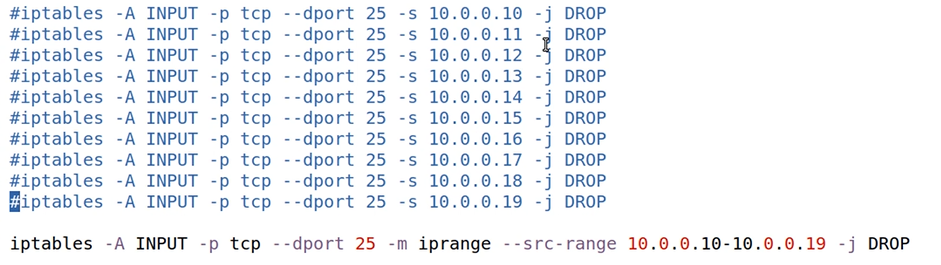 #iptables -A INPUT -p tcp --dport 25 -s 10.0.0.10 -j DROP
#iptables -A INPUT -p tcp --dport 25 -s 10.0.0.11 -j DROP
#iptables -A INPUT -p tcp --dport 25 -s 10.0.0.12 -j DROP
#iptables -A INPUT -p tcp --dport 25 -s 10.0.0.13 -j DROP
#iptables -A INPUT -p tcp --dport 25 -s 10.0.0.14 -j DROP
#iptables -A INPUT -p tcp --dport 25 -s 10.0.0.15 -j DROP
#iptables -A INPUT -p tcp --dport 25 -s 10.0.0.16 -j DROP
#iptables -A INPUT -p tcp --dport 25 -s 10.0.0.17 -j DROP
#iptables -A INPUT -p tcp --dport 25 -s 10.0.0.18 -j DROP
#iptables -A INPUT -p tcp --dport 25 -s 10.0.0.19 -j DROP
iptables -A INPUT -p tcp --dport 25 -m iprange --src-range 10.0.0.10-10.0.0.19 -j DROP